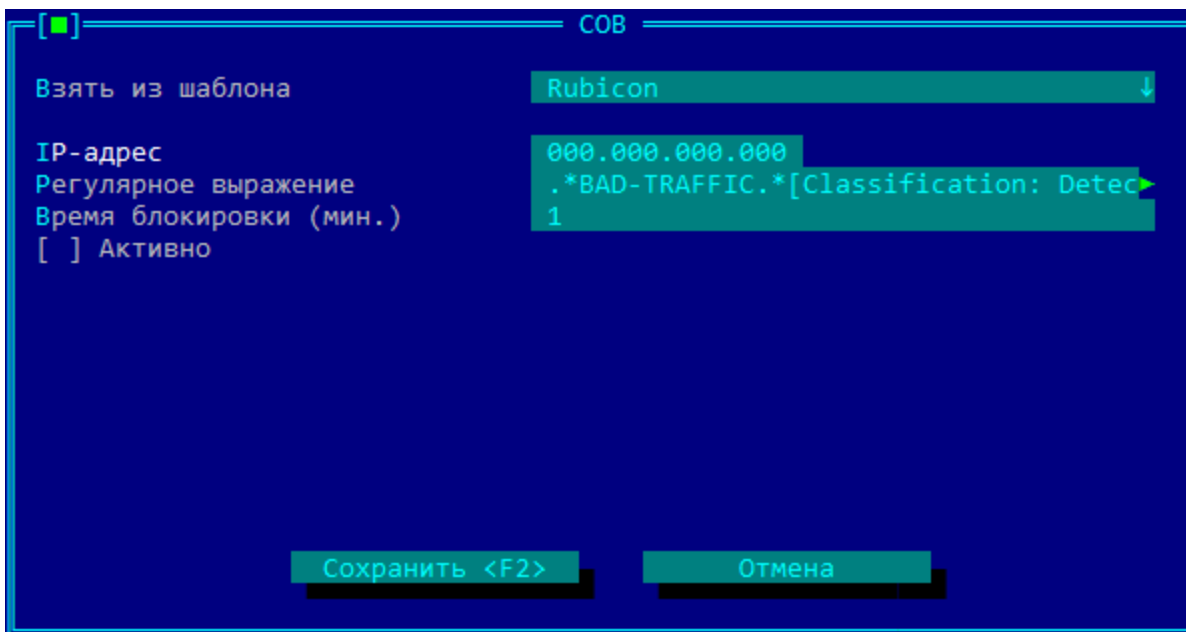 [■] СОВ
Взять из шаблона Rubicon ↓
IP-адрес 000.000.000.000
Регулярное выражение .*BAD-TRAFFIC.*[Classification: Detec►
Время блокировки (мин.) 1
[ ] Активно
Сохранить <F2> Отмена